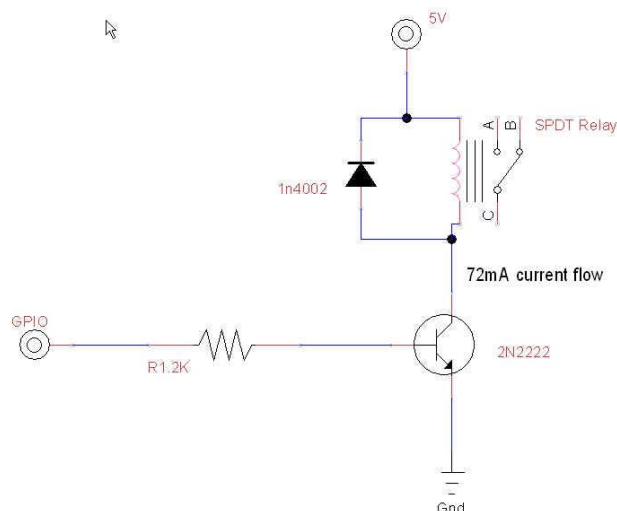 5V
A
B
SPDT Relay
1n4002
C
72mA current flow
GPIO
R1.2K
2N2222
Gnd